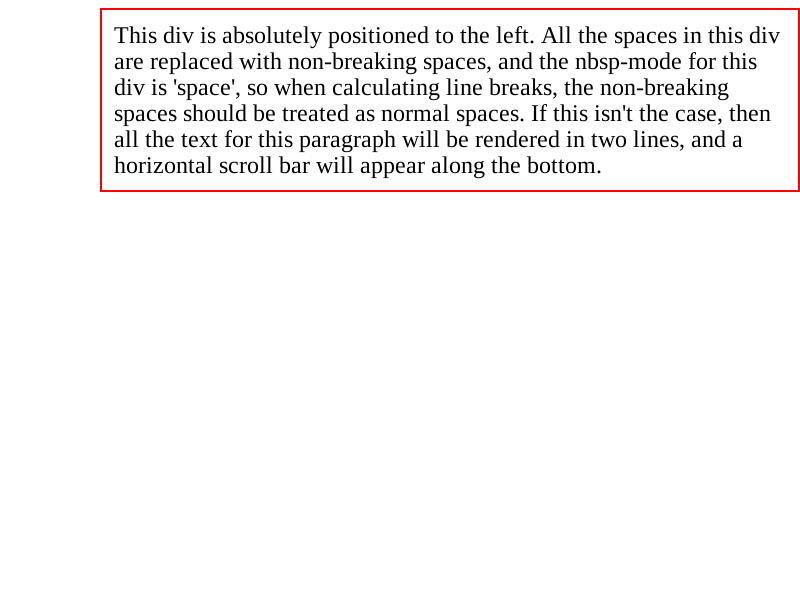 This div is absolutely positioned to the left. All the spaces in this div
are replaced with non-breaking spaces, and the nbsp-mode for this
div is 'space', so when calculating line breaks, the non-breaking
spaces should be treated as normal spaces. If this isn't the case, then
all the text for this paragraph will be rendered in two lines, and a
horizontal scroll bar will appear along the bottom.